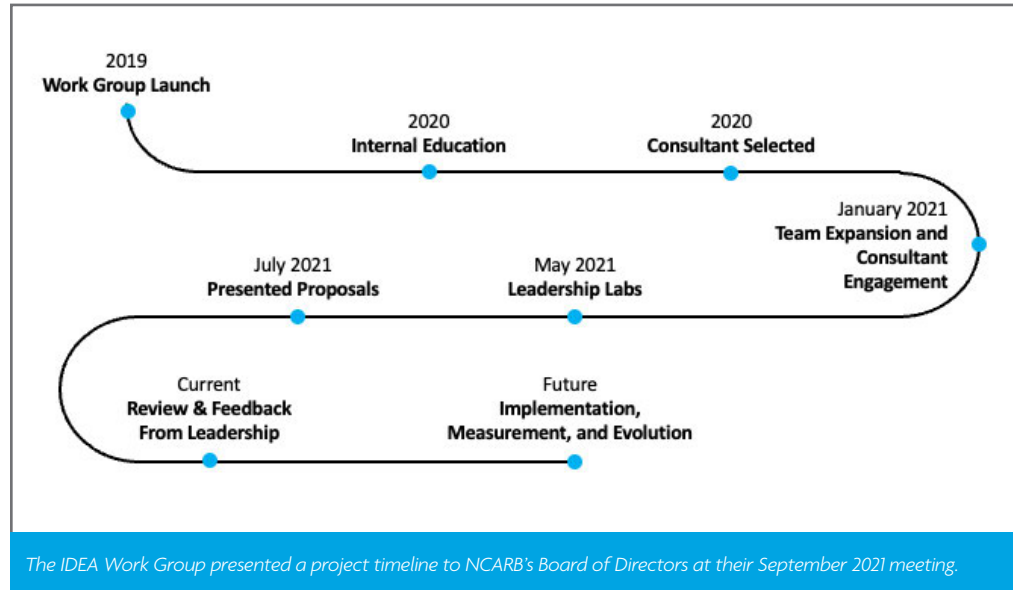 2019
Work Group Launch
2020
Internal Education
2020
Consultant Selected
January 2021
Team Expansion and
Consultant
Engagement
May 2021
Leadership Labs
July 2021
Presented Proposals
Current
Review & Feedback
From Leadership
Future
Implementation,
Measurement, and Evolution
The IDEA Work Group presented a project timeline to NCARB's Board of Directors at their September 2021 meeting.